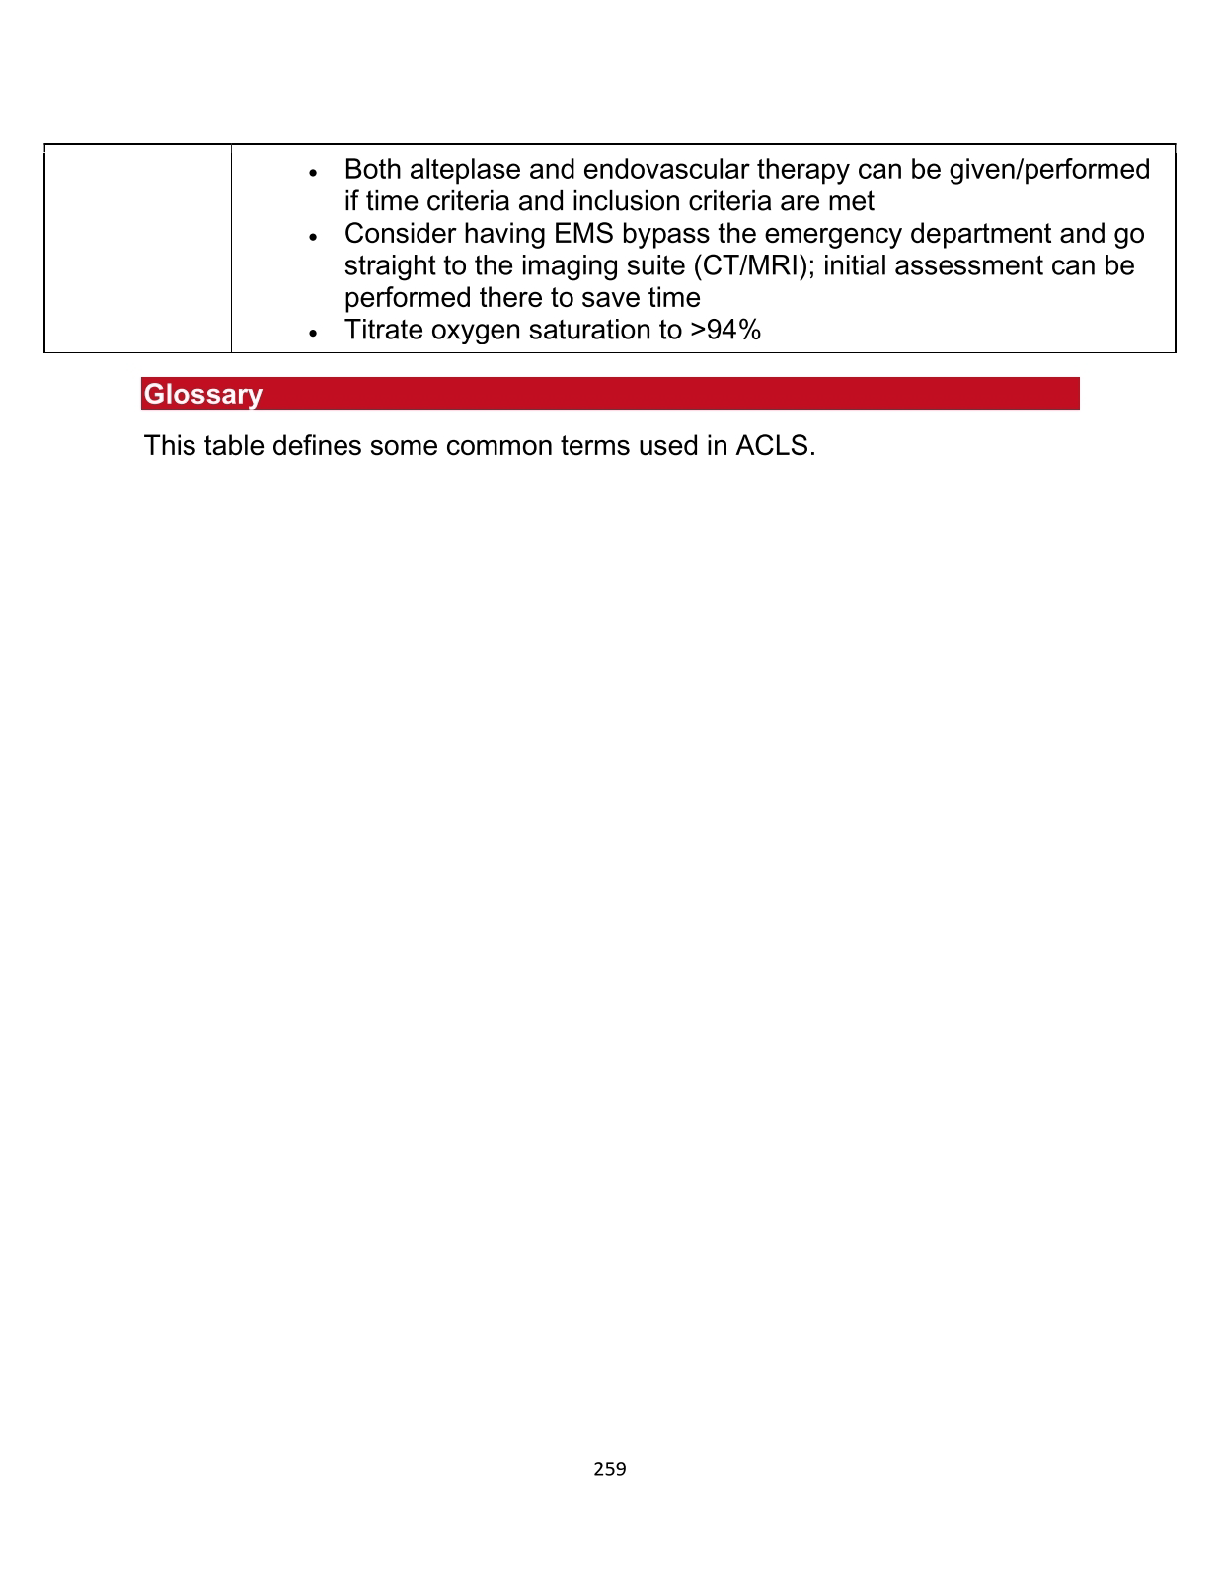 • Both alteplase and endovascular therapy can be given/performed
if time criteria and inclusion criteria are met
• Consider having EMS bypass the emergency department and go
straight to the imaging suite (CT/MRI); initial assessment can be
performed there to save time
• Titrate oxygen saturation to >94%
Glossary
This table defines some common terms used in ACLS.
259